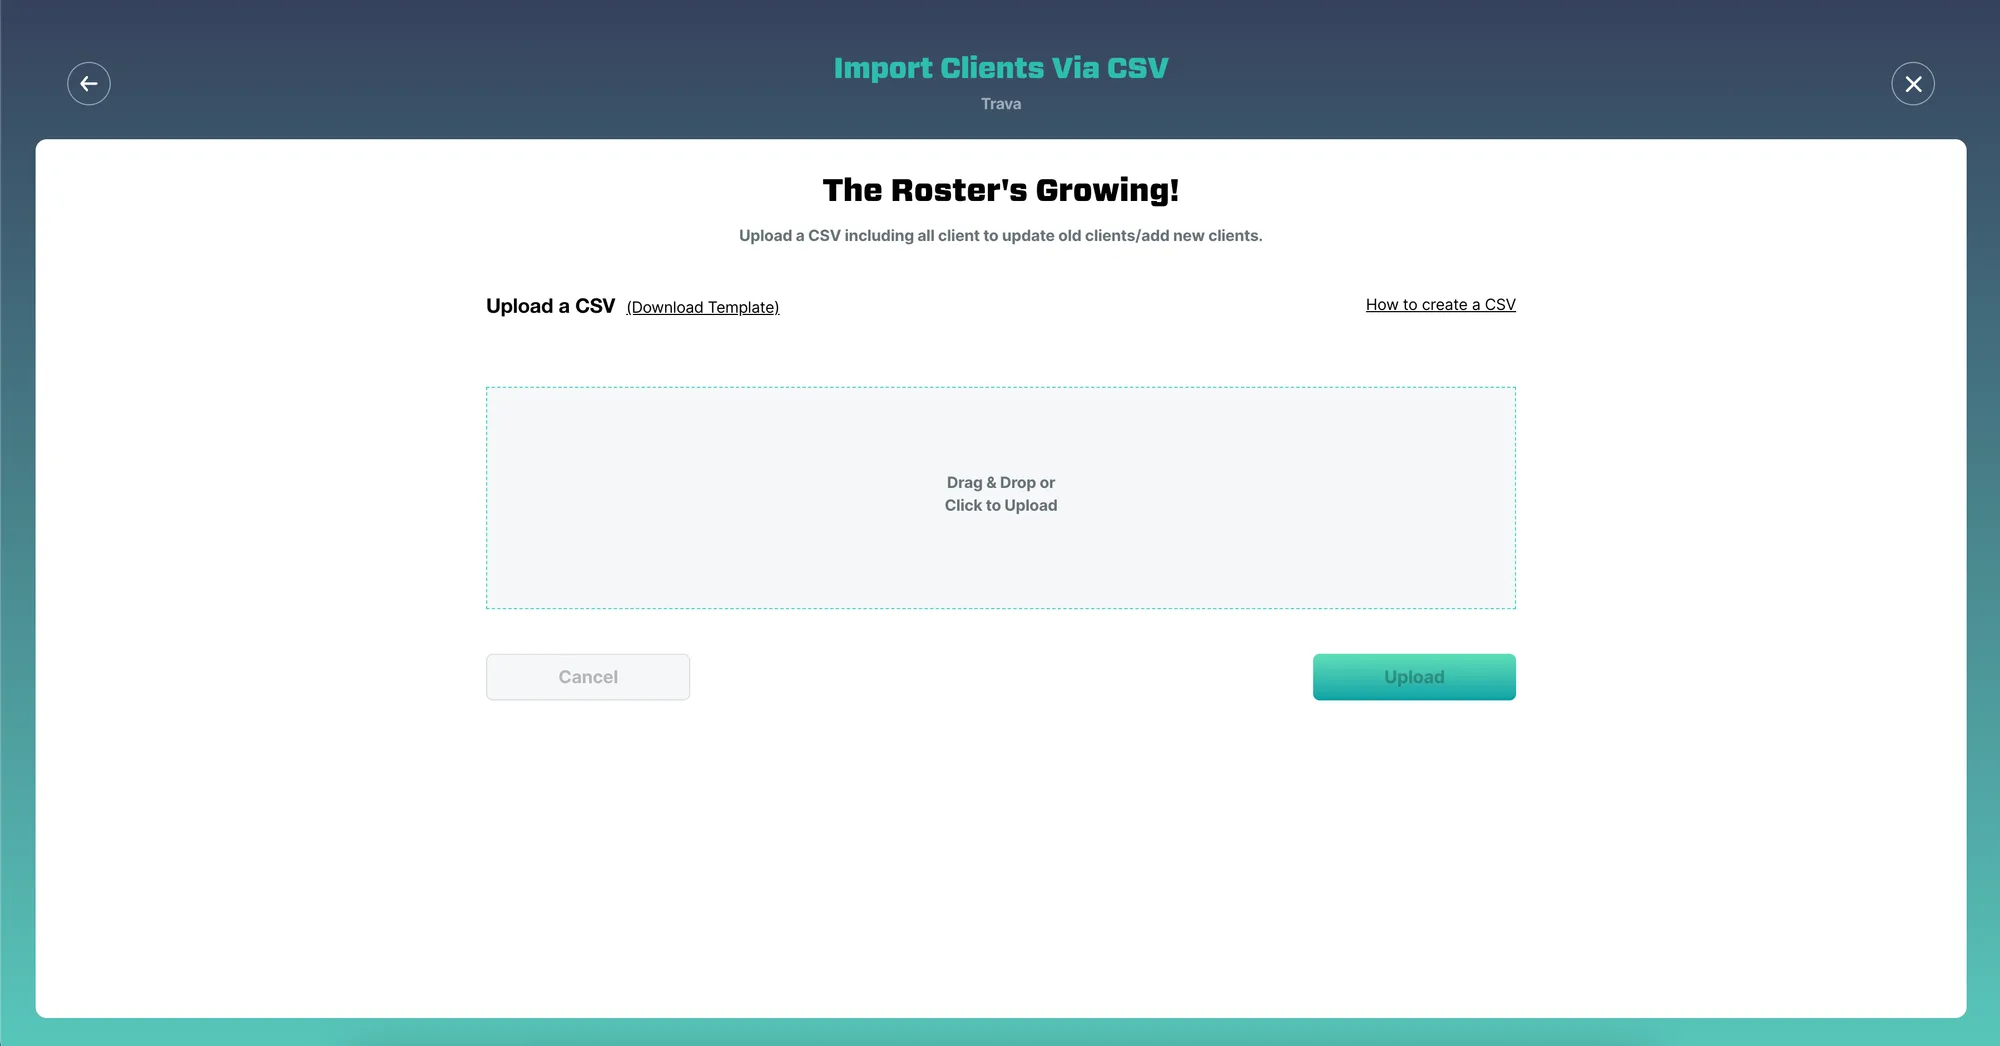 Import Clients Via CSV
Trava
The Roster's Growing!
Upload a CSV including all client to update old clients/add new clients.
Upload a CSV (Download Template)
How to create a CSV
Drag & Drop or
Click to Upload
Cancel
Upload